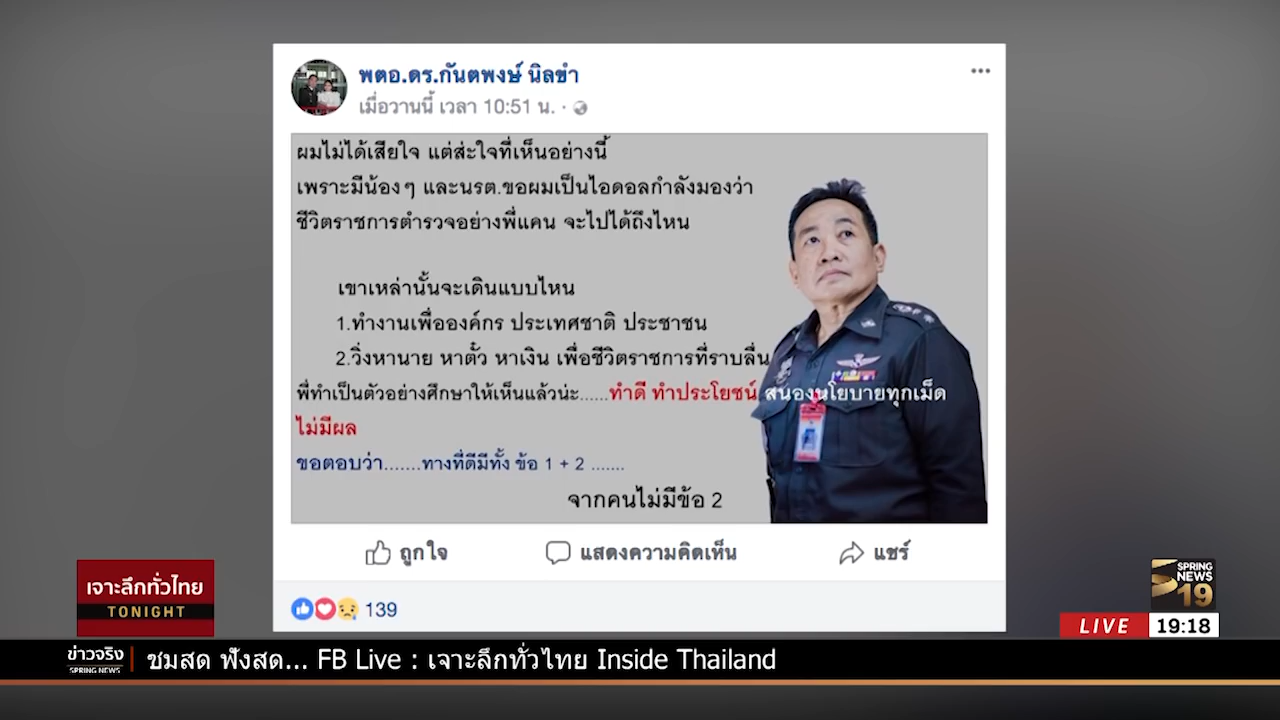 พตอ.ดร.กันตพงษ์ นิลขำ
เมื่อวานนี้ เวลา 10:51 น. ·
ผมไม่ได้เสียใจ แต่สะใจที่เห็นอย่างนี้
เพราะมีน้องๆ และนรต.ขอผมเป็นไอดอลกำลังมองว่า
ชีวิตราชการตำรวจอย่างพี่แคน จะไปได้ถึงไหน
เขาเหล่านั้นจะเดินแบบไหน
1.ทำงานเพื่อองค์กร ประเทศชาติ ประชาชน
2.วิ่งหานาย หาตั๋ว หาเงิน เพื่อชีวิตราชการที่ราบลื่น
พี่ทำเป็นตัวอย่างศึกษาให้เห็นแล้วน่ะ......ทำดี ทำประโยชน์ สนองนโยบายทุกเม็ด
ไม่มีผล
ขอตอบว่า.......ทางที่ดีมีทั้ง ข้อ 1 + 2 .......
จากคนไม่มีข้อ 2
ถูกใจ แสดงความคิดเห็น แชร์
139
เจาะลึกทั่วไทย
TONIGHT
SPRING
NEWS
19
LIVE 19:18
ข่าวจริง
SPRING NEWS
ชมสด ฟังสด... FB Live : เจาะลึกทั่วไทย Inside Thailand